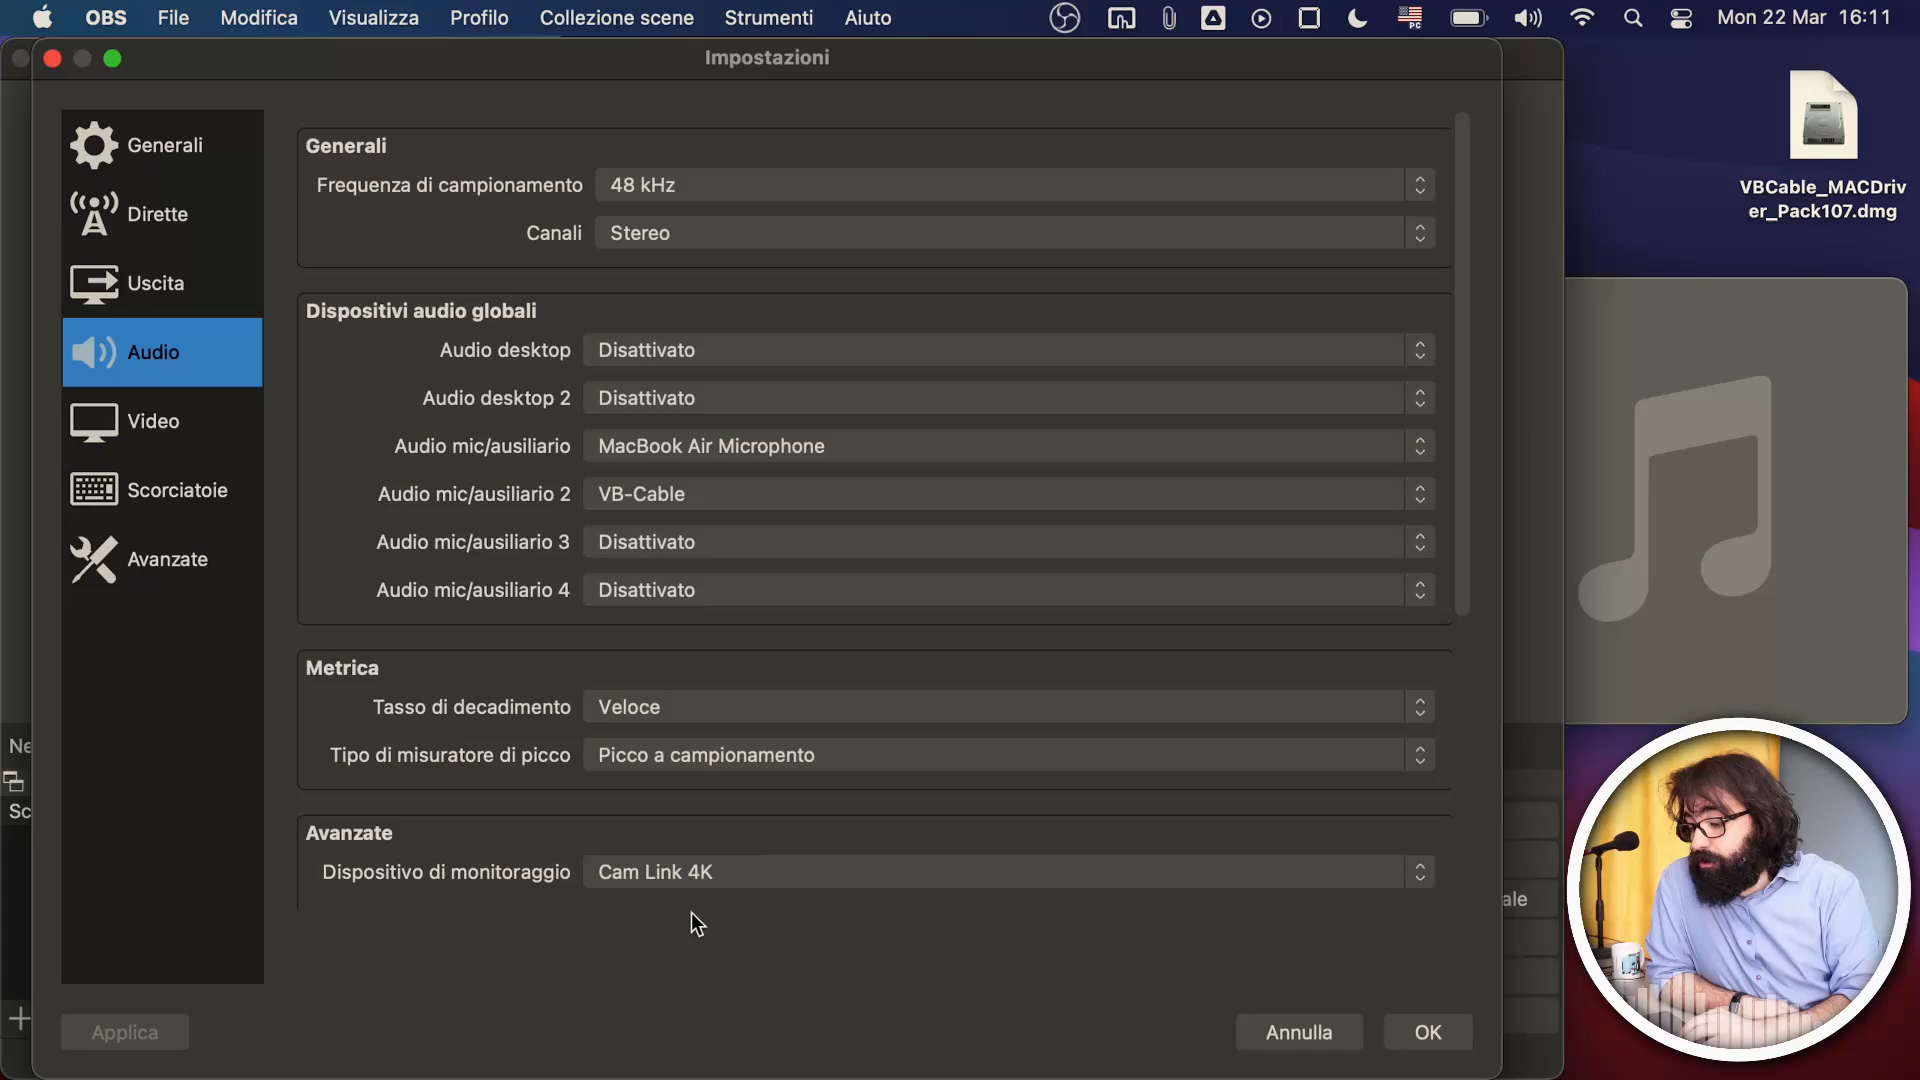 OBS File Modifica Visualizza Profilo Collezione scene Strumenti Aiuto PC Mon 22 Mar 16:11
Impostazioni
VBCable_MACDriv
er_Pack107.dmg
Generali
Dirette
Uscita
Audio
Video
Scorciatoie
Avanzate
Generali
Frequenza di campionamento 48 kHz
Canali Stereo
Dispositivi audio globali
Audio desktop Disattivato
Audio desktop 2 Disattivato
Audio mic/ausiliario MacBook Air Microphone
Audio mic/ausiliario 2 VB-Cable
Audio mic/ausiliario 3 Disattivato
Audio mic/ausiliario 4 Disattivato
Metrica
Tasso di decadimento Veloce
Tipo di misuratore di picco Picco a campionamento
Avanzate
Dispositivo di monitoraggio Cam Link 4K
Ne
Sc
ale
Applica
Annulla OK